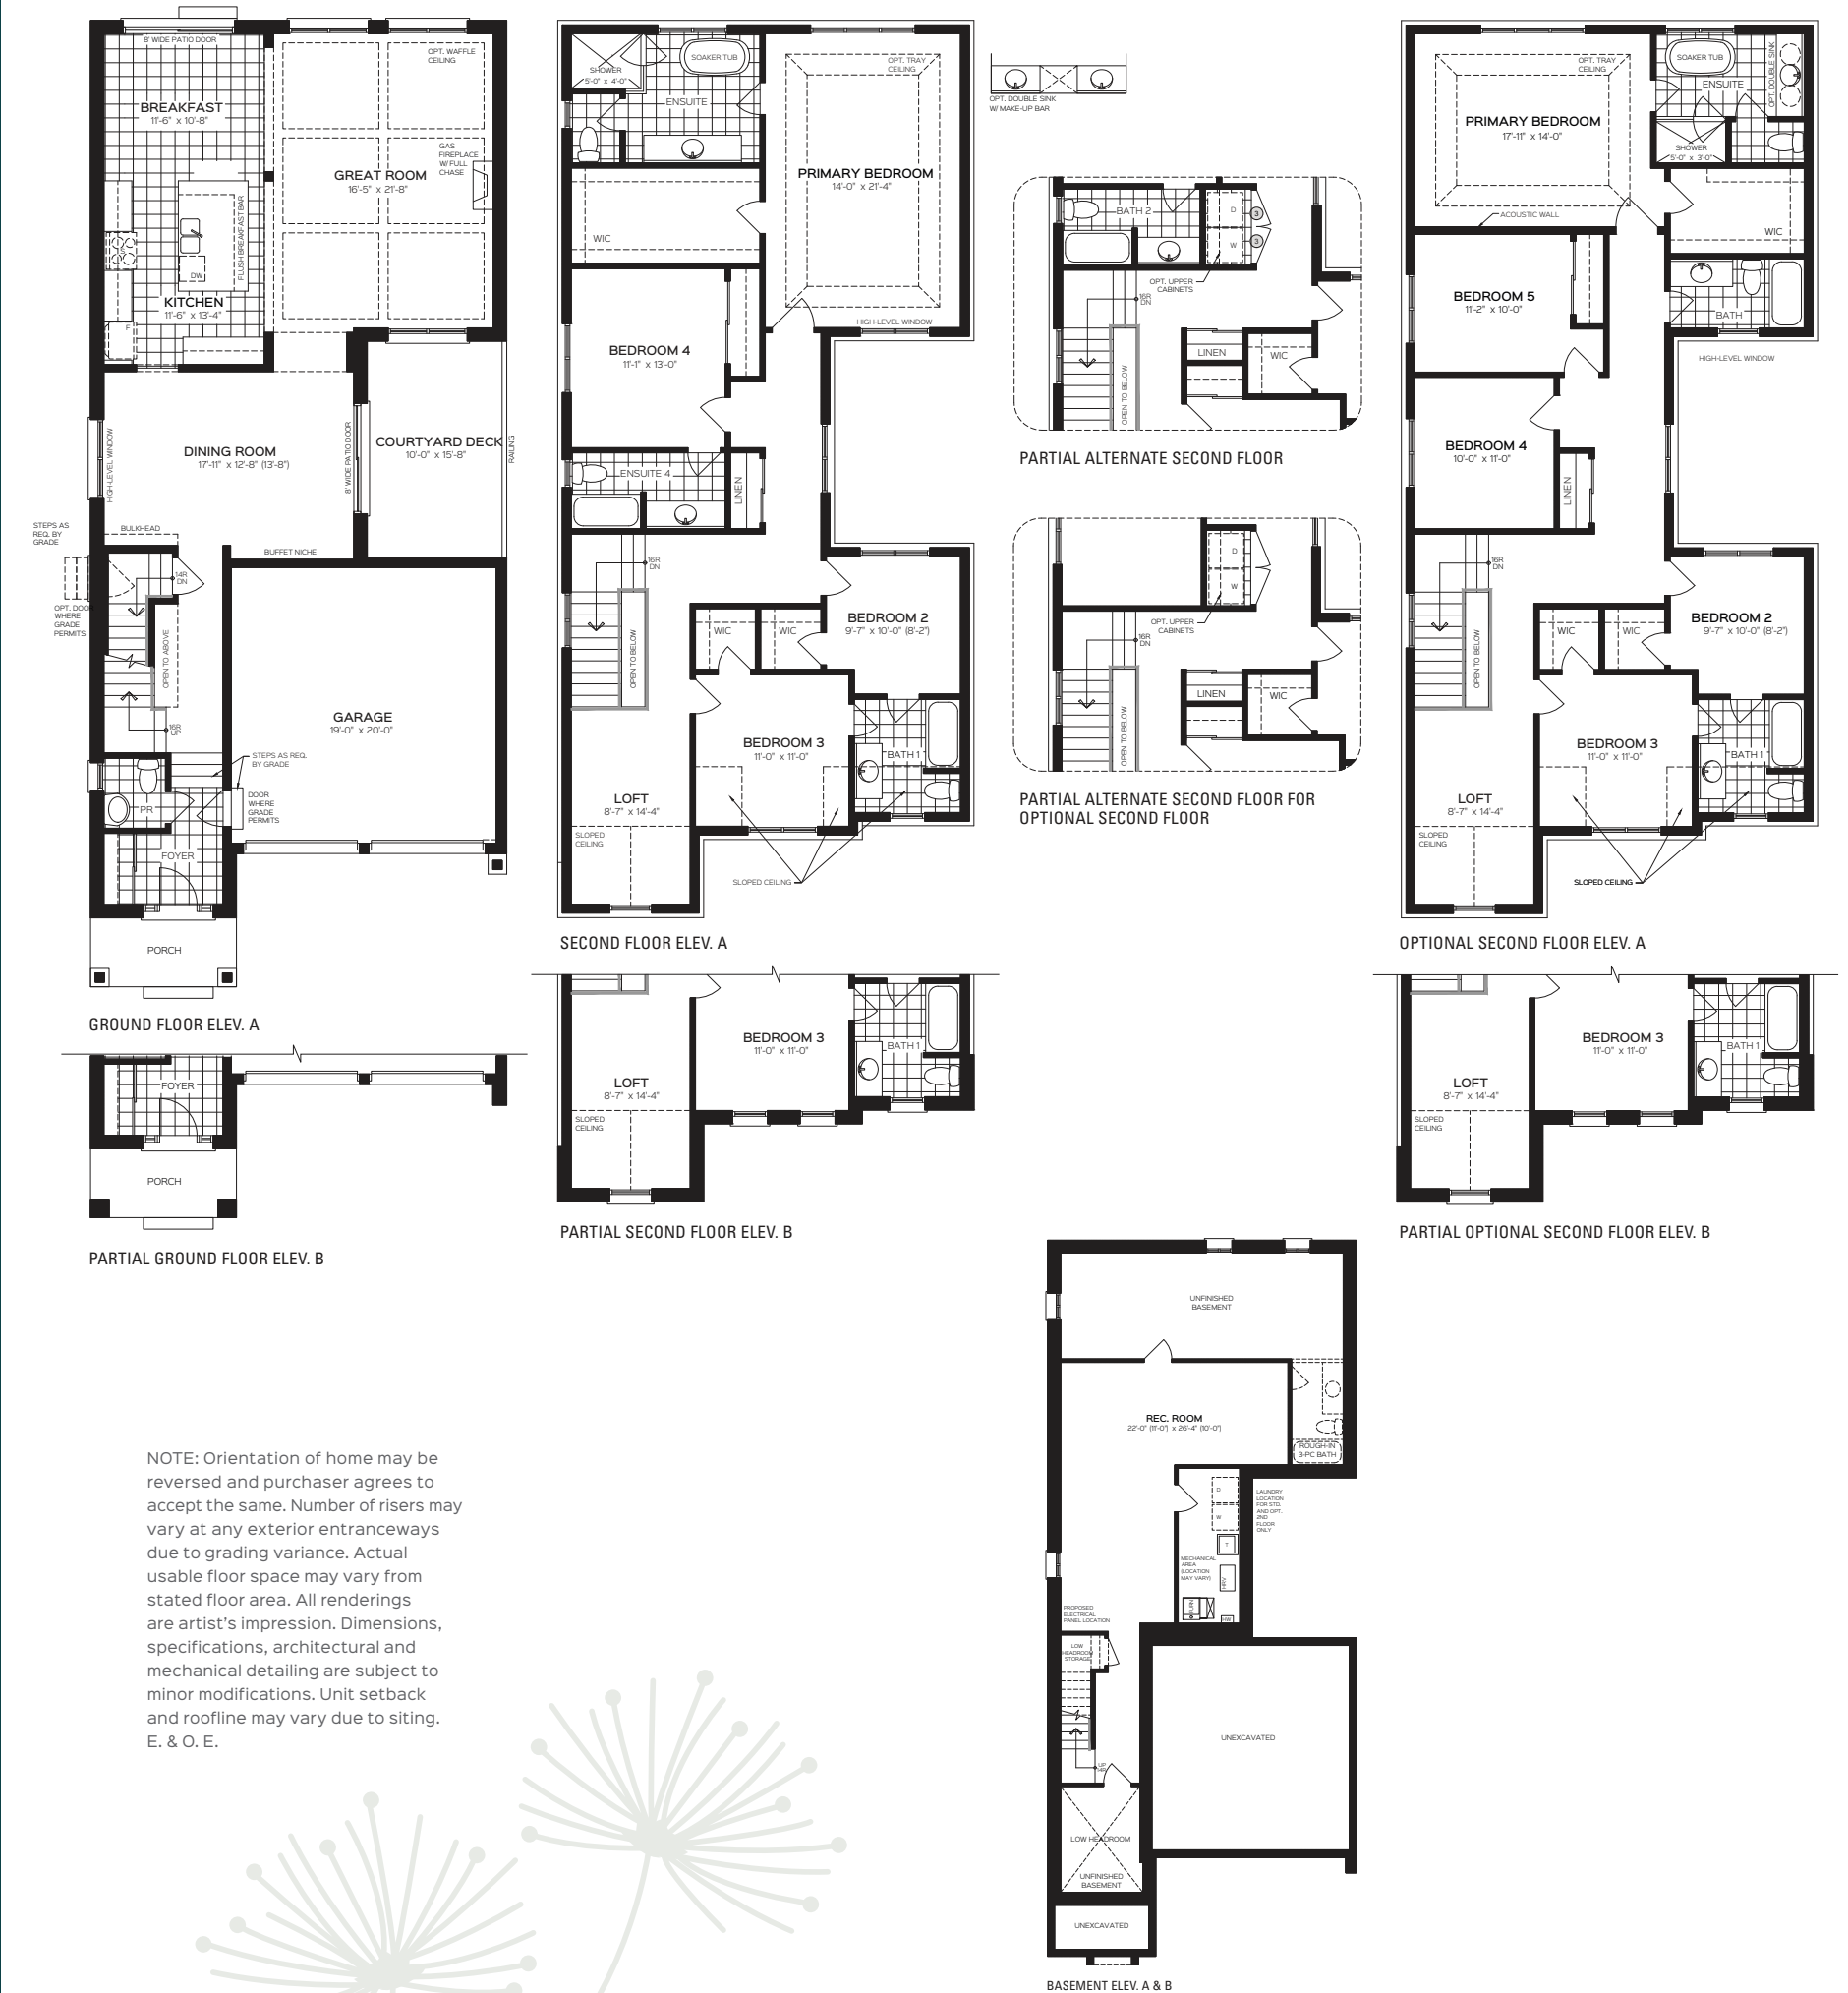 8' WIDE PATIO DOOR
OPT. WAFFLE
CEILING
BREAKFAST
11'-6" x 10'-8"
GAS
FIREPLACE
W/ FULL
CHASE
GREAT ROOM
16'-5" x 21'-8"
FLUSH BREAKFAST BAR
DW
KITCHEN
11'-6" x 13'-4"
F
DINING ROOM
17'-11" x 12'-8" (13'-8")
HIGH-LEVEL WINDOW
8' WIDE PATIO DOOR
COURTYARD DECK
10'-0" x 15'-8"
RAILING
STEPS AS
REQ. BY
GRADE
BULKHEAD
BUFFET NICHE
14R
DN
OPT. DOOR
WHERE
GRADE
PERMITS
OPEN TO ABOVE
16R
UP
GARAGE
19'-0" x 20'-0"
STEPS AS REQ.
BY GRADE
DOOR
WHERE
GRADE
PERMITS
PR
FOYER
PORCH
GROUND FLOOR ELEV. A
FOYER
PORCH
PARTIAL GROUND FLOOR ELEV. B
SHOWER
5'-0" x 4'-0"
SOAKER TUB
ENSUITE
OPT. TRAY
CEILING
PRIMARY BEDROOM
14'-0" x 21'-4"
WIC
HIGH-LEVEL WINDOW
BEDROOM 4
11'-1" x 13'-0"
ENSUITE 4
LINEN
16R
DN
OPEN TO BELOW
WIC
WIC
BEDROOM 2
9'-7" x 10'-0" (8'-2")
BEDROOM 3
11'-0" x 11'-0"
BATH 1
LOFT
8'-7" x 14'-4"
SLOPED
CEILING
SLOPED CEILING
SECOND FLOOR ELEV. A
BEDROOM 3
11'-0" x 11'-0"
BATH 1
LOFT
8'-7" x 14'-4"
SLOPED
CEILING
PARTIAL SECOND FLOOR ELEV. B
OPT. DOUBLE SINK
W/ MAKE-UP BAR
BATH 2
D
W
3
3
OPT. UPPER
CABINETS
16R
DN
OPEN TO BELOW
LINEN
WIC
PARTIAL ALTERNATE SECOND FLOOR
D
W
OPT. UPPER
CABINETS
16R
DN
OPEN TO BELOW
LINEN
WIC
PARTIAL ALTERNATE SECOND FLOOR FOR
OPTIONAL SECOND FLOOR
OPT. TRAY
CEILING
SOAKER TUB
OPT. DOUBLE SINK
ENSUITE
PRIMARY BEDROOM
17'-11" x 14'-0"
SHOWER
5'-0" x 3'-0"
ACOUSTIC WALL
WIC
BEDROOM 5
11'-2" x 10'-0"
BATH
HIGH-LEVEL WINDOW
BEDROOM 4
10'-0" x 11'-0"
LINEN
16R
DN
OPEN TO BELOW
WIC
WIC
BEDROOM 2
9'-7" x 10'-0" (8'-2")
BEDROOM 3
11'-0" x 11'-0"
BATH 1
LOFT
8'-7" x 14'-4"
SLOPED
CEILING
SLOPED CEILING
OPTIONAL SECOND FLOOR ELEV. A
BEDROOM 3
11'-0" x 11'-0"
BATH 1
LOFT
8'-7" x 14'-4"
SLOPED
CEILING
PARTIAL OPTIONAL SECOND FLOOR ELEV. B
UNFINISHED
BASEMENT
REC. ROOM
22'-0" (11'-0") x 26'-4" (10'-0")
ROUGH-IN
3-PC BATH
D
W
LAUNDRY
LOCATION
FOR STD.
AND OPT.
2ND
FLOOR
ONLY
T
MECHANICAL
AREA
(LOCATION
MAY VARY)
HRV
FURN
HW
PROPOSED
ELECTRICAL
PANEL LOCATION
LOW
HEADROOM
STORAGE
UP
14R
UNEXCAVATED
LOW HEADROOM
UNFINISHED
BASEMENT
UNEXCAVATED
BASEMENT ELEV. A & B
NOTE: Orientation of home may be
reversed and purchaser agrees to
accept the same. Number of risers may
vary at any exterior entranceways
due to grading variance. Actual
usable floor space may vary from
stated floor area. All renderings
are artist's impression. Dimensions,
specifications, architectural and
mechanical detailing are subject to
minor modifications. Unit setback
and roofline may vary due to siting.
E. & O. E.